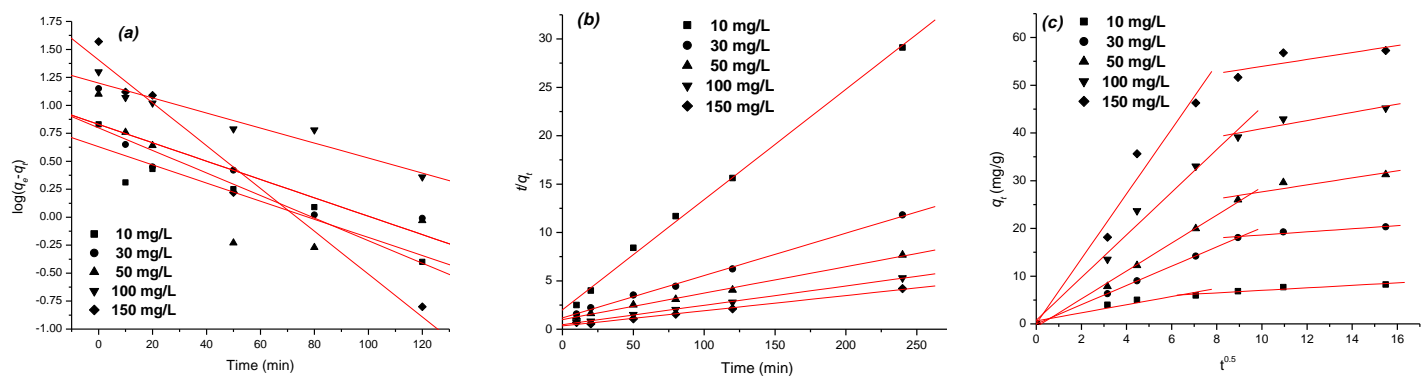 (a)
1.75
1.50
1.25
1.00
0.75
0.50
0.25
0.00
-0.25
-0.50
-0.75
-1.00
log(qₑ-qₜ)
10 mg/L
30 mg/L
50 mg/L
100 mg/L
150 mg/L
0 20 40 60 80 100 120
Time (min)
(b)
10 mg/L
30 mg/L
50 mg/L
100 mg/L
150 mg/L
30
25
20
15
10
5
0
t/qₜ
0 50 100 150 200 250
Time (min)
(c)
10 mg/L
30 mg/L
50 mg/L
100 mg/L
150 mg/L
60
50
40
30
20
10
0
qₜ (mg/g)
0 2 4 6 8 10 12 14 16
t⁰·⁵